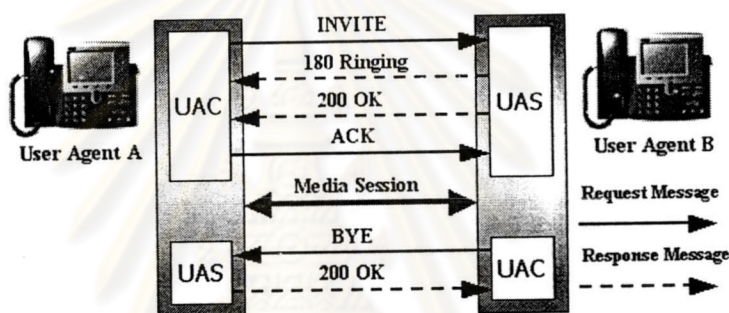 INVITE
180 Ringing
200 OK
ACK
UAC
UAS
User Agent A
User Agent B
Media Session
Request Message
BYE
Response Message
200 OK
UAS
UAC